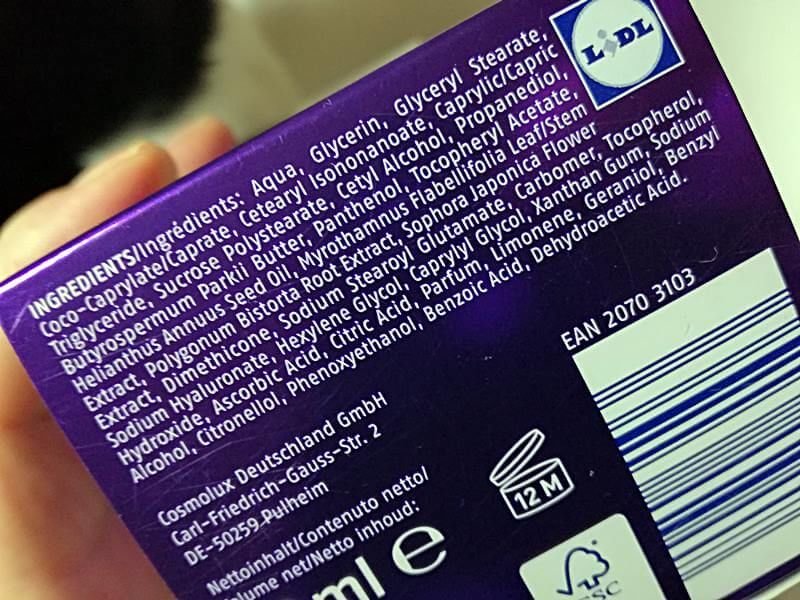 LIDL
INGREDIENTS/Ingrédients: Aqua, Glycerin, Glyceryl Stearate,
Coco-Caprylate/Caprate, Cetearyl Isononanoate, Caprylic/Capric
Triglyceride, Sucrose Polystearate, Cetyl Alcohol, Propanediol,
Butyrospermum Parkii Butter, Panthenol, Tocopheryl Acetate,
Helianthus Annuus Seed Oil, Myrothamnus Flabellifolia Leaf/Stem
Extract, Polygonum Bistorta Root Extract, Sophora Japonica Flower
Extract, Dimethicone, Sodium Stearoyl Glutamate, Carbomer, Tocopherol,
Sodium Hyaluronate, Hexylene Glycol, Caprylyl Glycol, Xanthan Gum, Sodium
Hydroxide, Ascorbic Acid, Citric Acid, Parfum, Limonene, Geraniol, Benzyl
Alcohol, Citronellol, Phenoxyethanol, Benzoic Acid, Dehydroacetic Acid.
EAN 2070 3103
Cosmolux Deutschland GmbH
Carl-Friedrich-Gauss-Str. 2
DE-50259 Pulheim
12 M
Nettoinhalt/Contenuto netto/
Volume net/Netto inhoud:
ml e
FSC